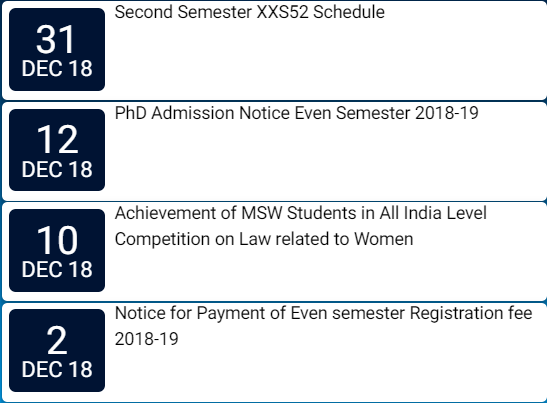 31
DEC 18
Second Semester XXS52 Schedule
12
DEC 18
PhD Admission Notice Even Semester 2018-19
10
DEC 18
Achievement of MSW Students in All India Level
Competition on Law related to Women
2
DEC 18
Notice for Payment of Even semester Registration fee
2018-19